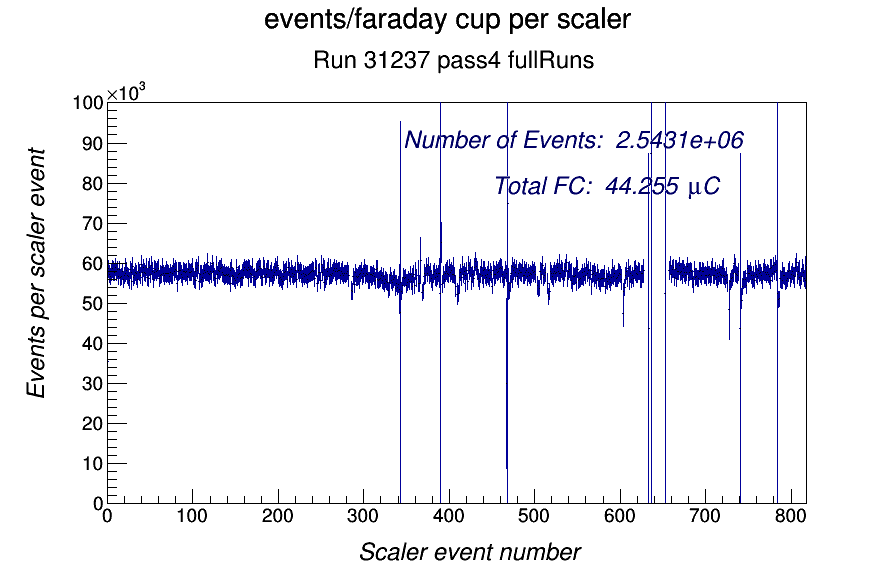 events/faraday cup per scaler
Run 31237 pass4 fullRuns
×10³
100
90
80
70
60
50
40
30
20
10
0
Events per scaler event
Number of Events: 2.5431e+06
Total FC: 44.255 μC
0 100 200 300 400 500 600 700 800
Scaler event number